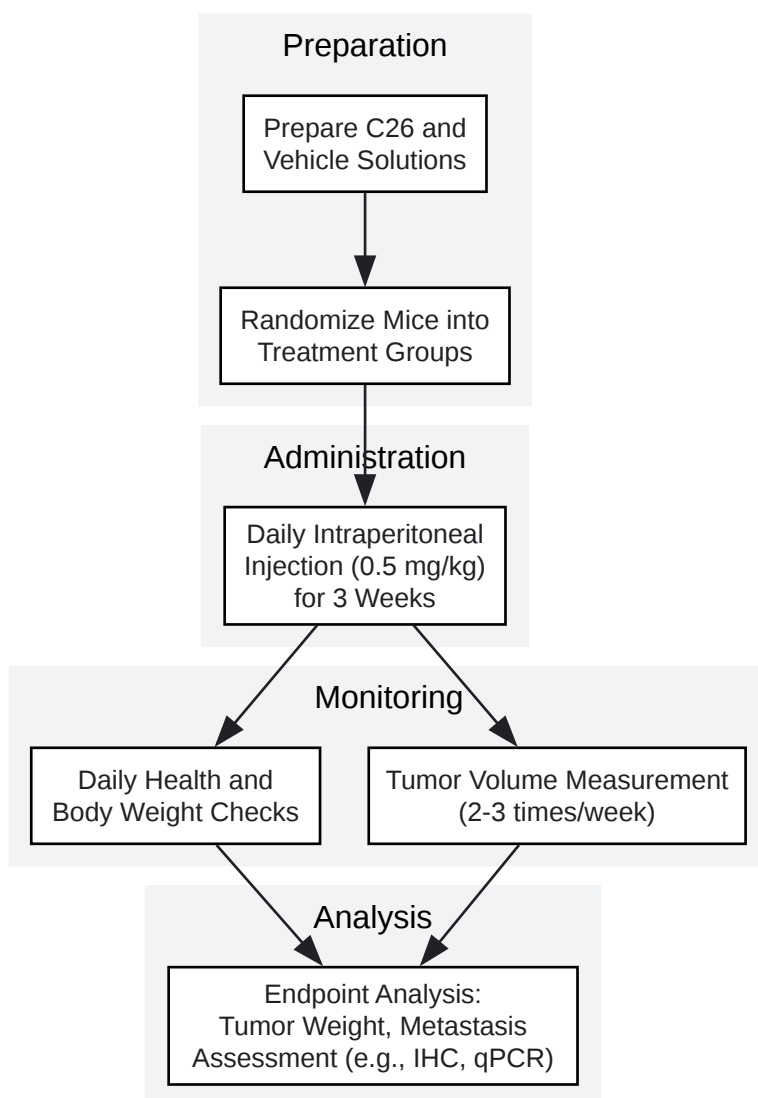 Preparation
Prepare C26 and
Vehicle Solutions
Randomize Mice into
Treatment Groups
Administration
Daily Intraperitoneal
Injection (0.5 mg/kg)
for 3 Weeks
Monitoring
Daily Health and
Body Weight Checks
Tumor Volume Measurement
(2-3 times/week)
Analysis
Endpoint Analysis:
Tumor Weight, Metastasis
Assessment (e.g., IHC, qPCR)